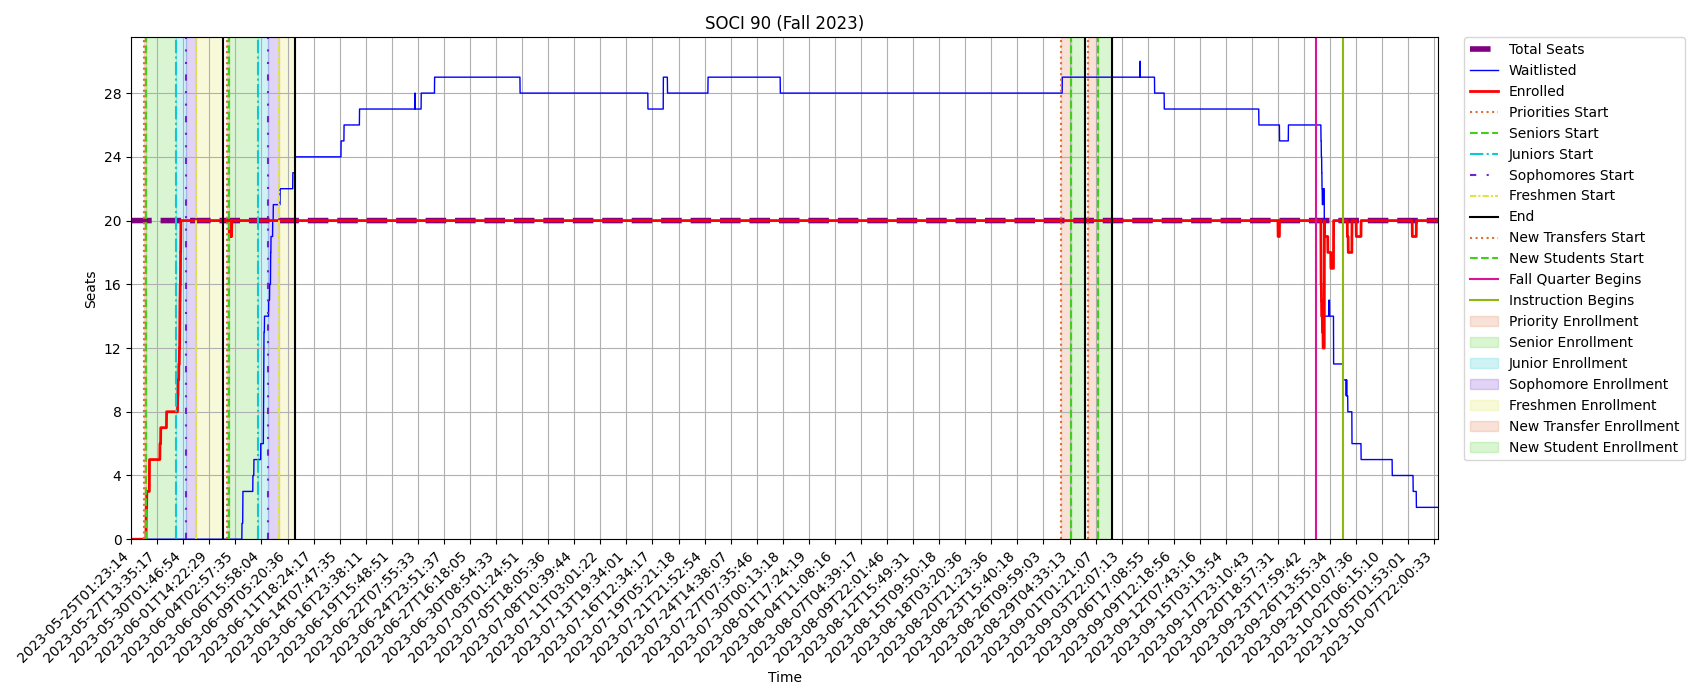 SOCI 90 (Fall 2023)
Seats
28
24
20
16
12
8
4
0
2023-05-25T01:23:14
2023-05-27T13:35:17
2023-05-30T01:46:54
2023-06-01T14:22:29
2023-06-04T02:57:35
2023-06-06T15:58:04
2023-06-09T05:20:36
2023-06-11T18:24:17
2023-06-14T07:47:35
2023-06-16T23:38:11
2023-06-19T15:48:51
2023-06-22T07:55:33
2023-06-24T23:51:37
2023-06-27T16:18:05
2023-06-30T08:54:33
2023-07-03T01:24:51
2023-07-05T18:05:36
2023-07-08T10:39:44
2023-07-11T03:01:22
2023-07-13T19:34:01
2023-07-16T12:34:17
2023-07-19T05:21:18
2023-07-21T21:52:54
2023-07-24T14:38:07
2023-07-27T07:35:46
2023-07-30T00:13:18
2023-08-01T17:24:19
2023-08-04T11:08:16
2023-08-07T04:39:17
2023-08-09T22:01:46
2023-08-12T15:49:31
2023-08-15T09:50:18
2023-08-18T03:20:36
2023-08-20T21:23:36
2023-08-23T15:40:18
2023-08-26T09:59:03
2023-08-29T04:33:13
2023-09-01T01:21:07
2023-09-03T22:07:13
2023-09-06T17:08:55
2023-09-09T12:18:56
2023-09-12T07:43:16
2023-09-15T03:13:54
2023-09-17T23:10:43
2023-09-20T18:57:31
2023-09-23T17:59:42
2023-09-26T13:55:34
2023-09-29T10:07:36
2023-10-02T06:15:10
2023-10-05T01:53:01
2023-10-07T22:00:33
Time
Total Seats
Waitlisted
Enrolled
Priorities Start
Seniors Start
Juniors Start
Sophomores Start
Freshmen Start
End
New Transfers Start
New Students Start
Fall Quarter Begins
Instruction Begins
Priority Enrollment
Senior Enrollment
Junior Enrollment
Sophomore Enrollment
Freshmen Enrollment
New Transfer Enrollment
New Student Enrollment